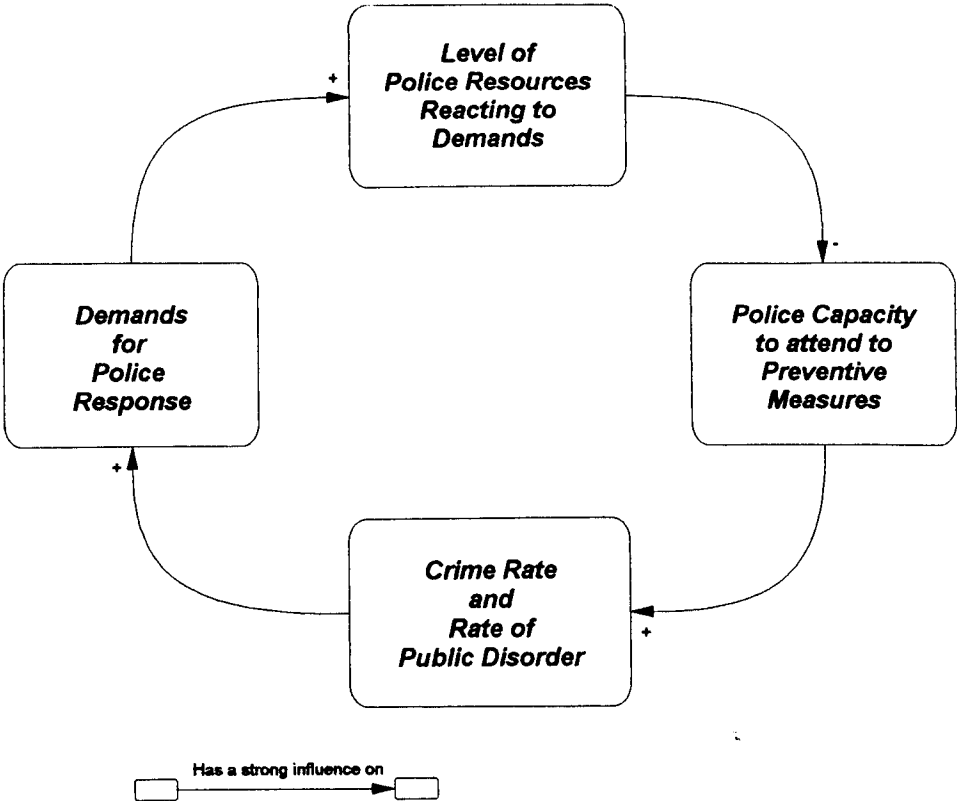 Level of
Police Resources
Reacting to
Demands
+
-
Demands
for
Police
Response
Police Capacity
to attend to
Preventive
Measures
+
Crime Rate
and
Rate of
Public Disorder
+
Has a strong influence on